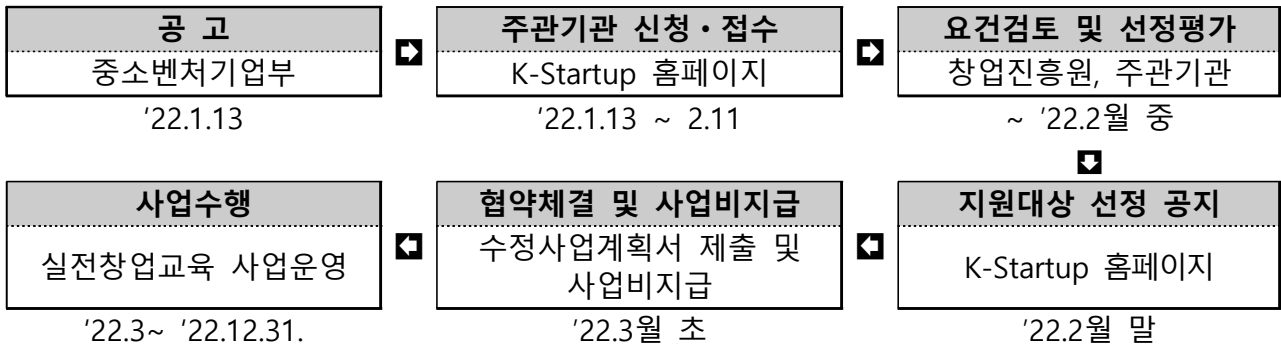 공 고
중소벤처기업부
'22.1.13
주관기관 신청・접수
K-Startup 홈페이지
'22.1.13 ~ 2.11
요건검토 및 선정평가
창업진흥원, 주관기관
~ '22.2월 중
지원대상 선정 공지
K-Startup 홈페이지
'22.2월 말
협약체결 및 사업비지급
수정사업계획서 제출 및
사업비지급
'22.3월 초
사업수행
실전창업교육 사업운영
'22.3~ '22.12.31.